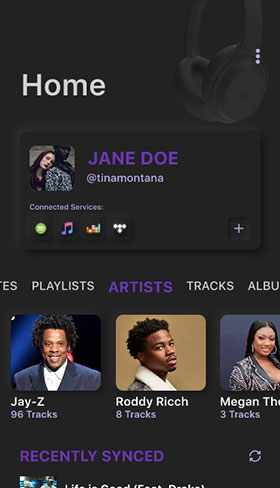 Home
JANE DOE
@tinamontana
Connected Services:
TES PLAYLISTS ARTISTS TRACKS ALBU
Jay-Z Roddy Ricch Megan The
96 Tracks 8 Tracks 3 Tracks
RECENTLY SYNCED
Life is Good (Feat. Drake)